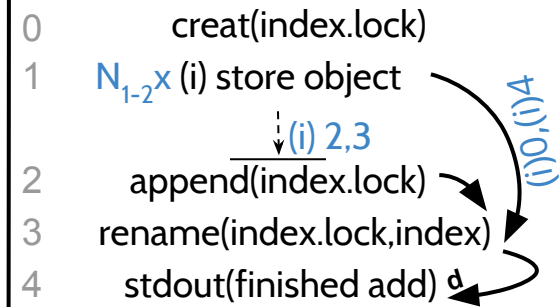 0 creat(index.lock)
1 N1-2x (i) store object
(i) 2,3
(i)0,(i)4
2 append(index.lock)
3 rename(index.lock,index)
4 stdout(finished add) d